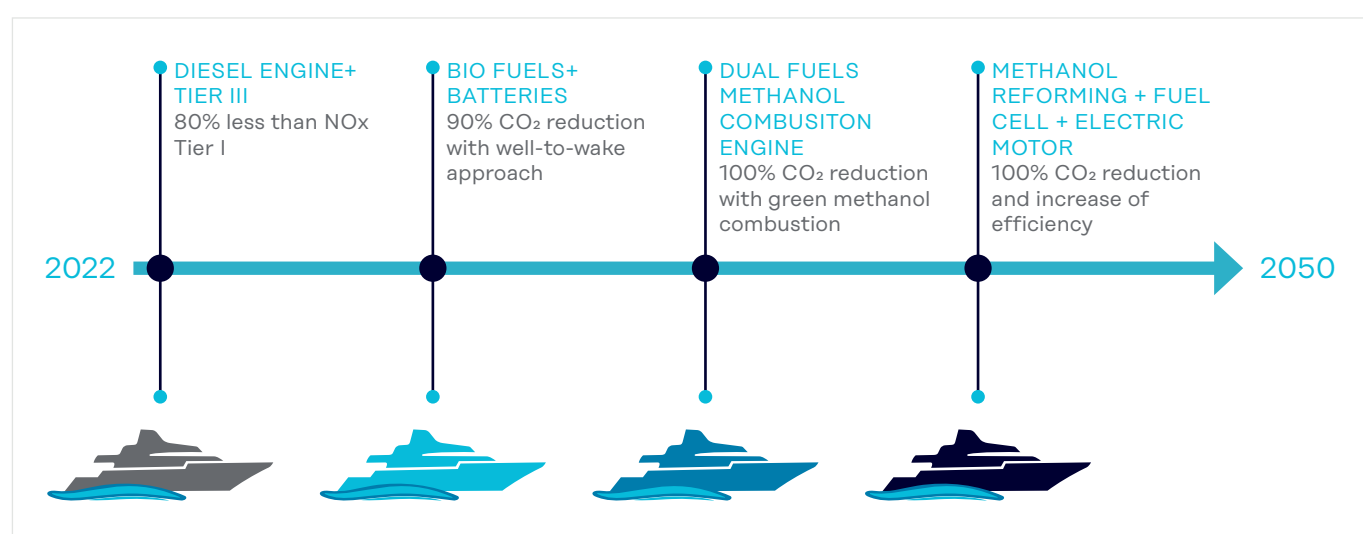 DIESEL ENGINE+
TIER III
80% less than NOx
Tier I
BIO FUELS+
BATTERIES
90% CO₂ reduction
with well-to-wake
approach
DUAL FUELS
METHANOL
COMBUSITON
ENGINE
100% CO₂ reduction
with green methanol
combustion
METHANOL
REFORMING + FUEL
CELL + ELECTRIC
MOTOR
100% CO₂ reduction
and increase of
efficiency
2022
2050